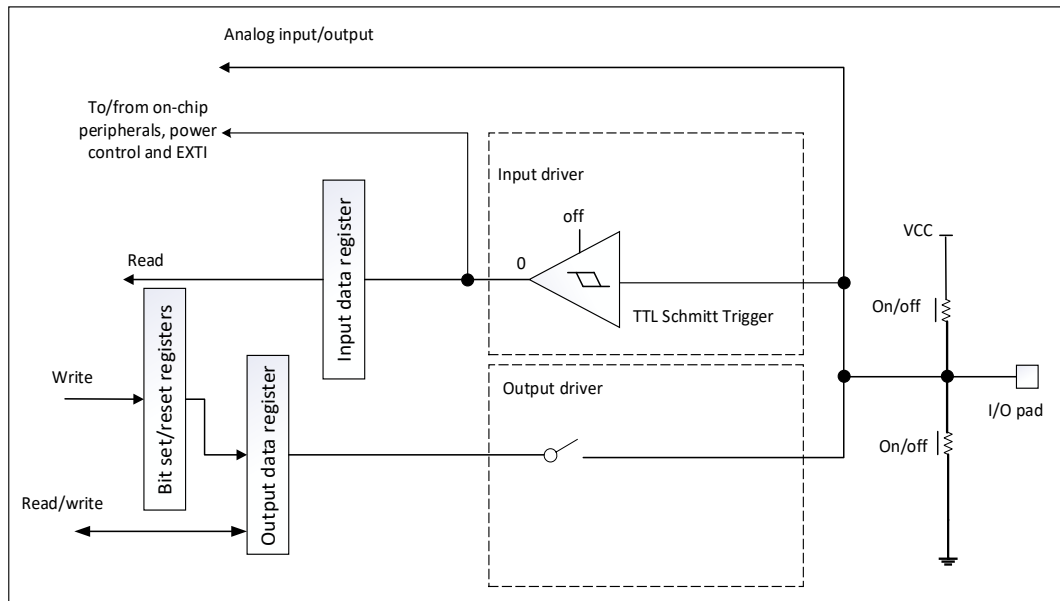 Analog input/output
To/from on-chip
peripherals, power
control and EXTI
Input driver
off
0
TTL Schmitt Trigger
VCC
On/off
Read
Input data register
Bit set/reset registers
Write
Output data register
Output driver
I/O pad
On/off
Read/write